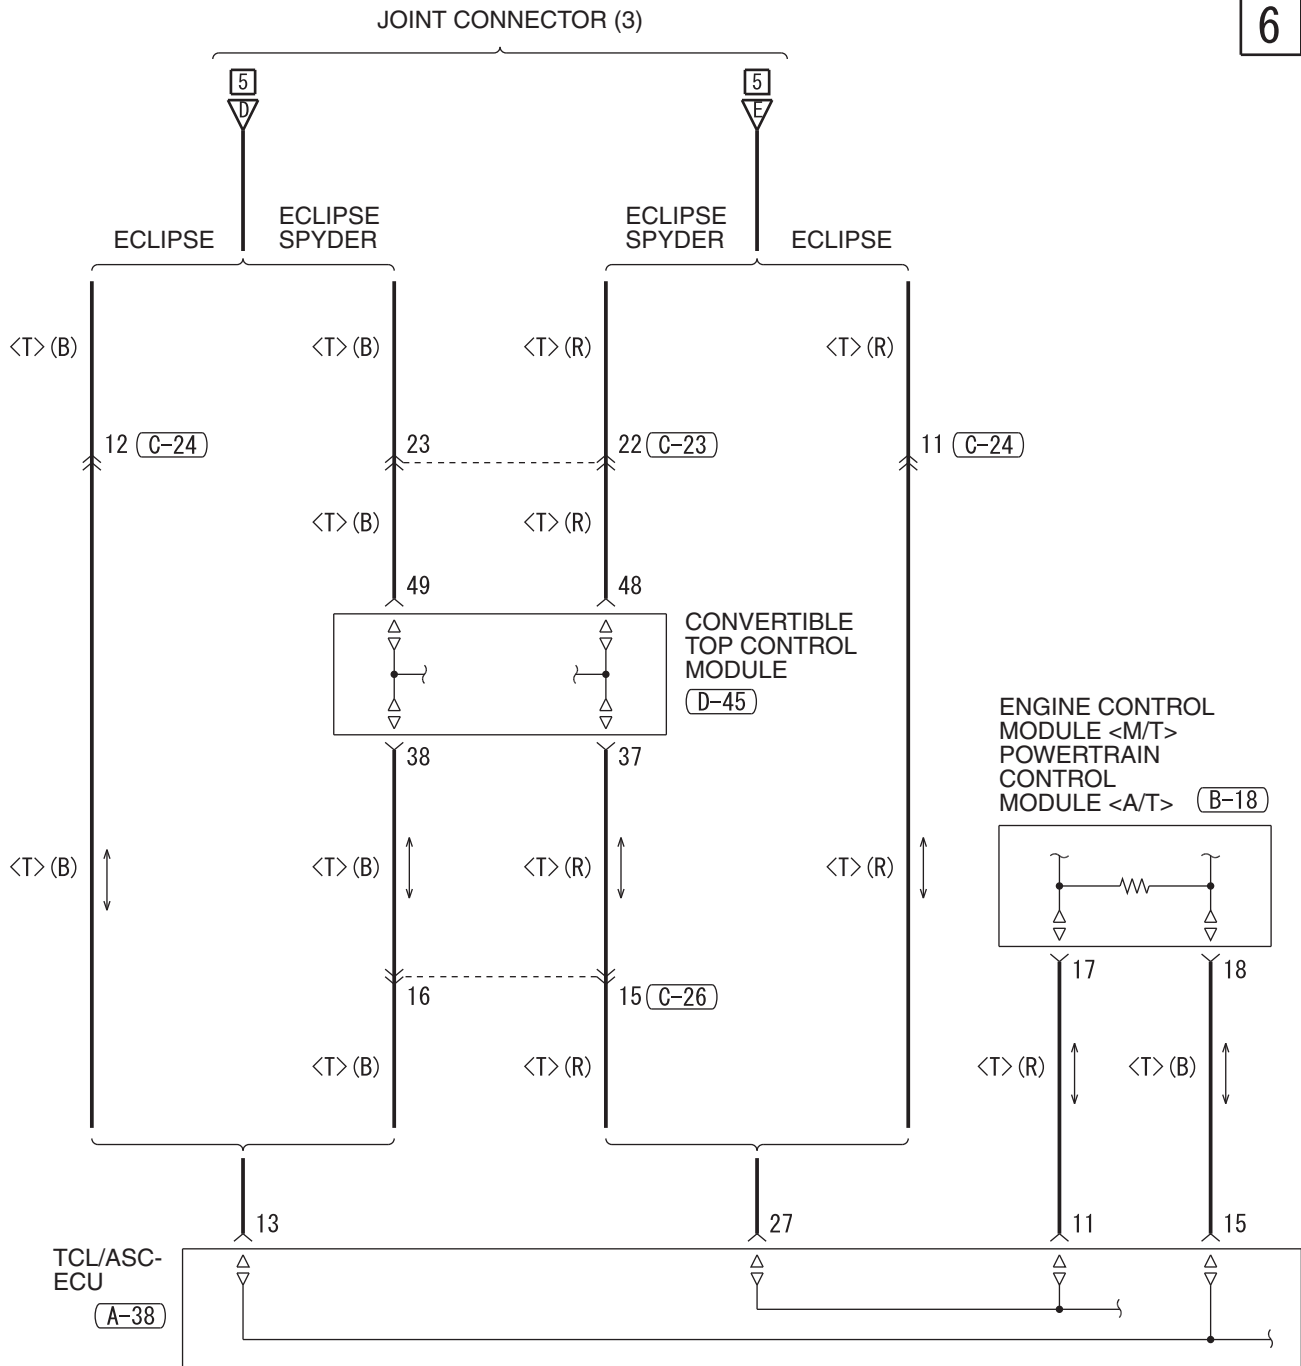 JOINT CONNECTOR (3)
6
5
5
D
E
ECLIPSE
ECLIPSE
SPYDER
ECLIPSE
SPYDER
ECLIPSE
<T> (B)
<T> (B)
<T> (R)
<T> (R)
12 C-24
23
22 C-23
11 C-24
<T> (B)
<T> (R)
49
48
CONVERTIBLE
TOP CONTROL
MODULE
D-45
38
37
ENGINE CONTROL
MODULE <M/T>
POWERTRAIN
CONTROL
MODULE <A/T> B-18
<T> (B)
<T> (B)
<T> (R)
<T> (R)
17
18
16
15 C-26
<T> (B)
<T> (R)
<T> (R)
<T> (B)
13
27
11
15
TCL/ASC-
ECU
A-38